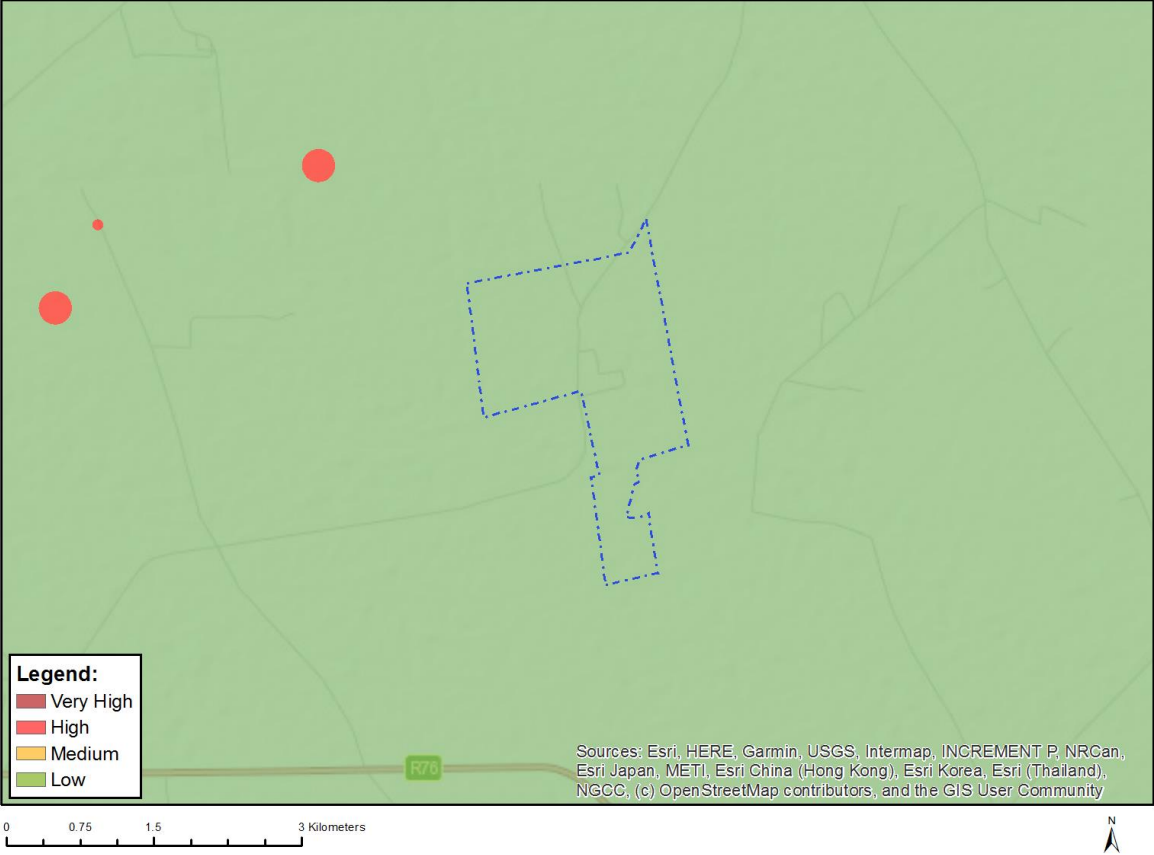 Legend:
Very High
High
Medium
Low
R76
Sources: Esri, HERE, Garmin, USGS, Intermap, INCREMENT P, NRCan,
Esri Japan, METI, Esri China (Hong Kong), Esri Korea, Esri (Thailand),
NGCC, (c) OpenStreetMap contributors, and the GIS User Community
0 0.75 1.5 3 Kilometers
N